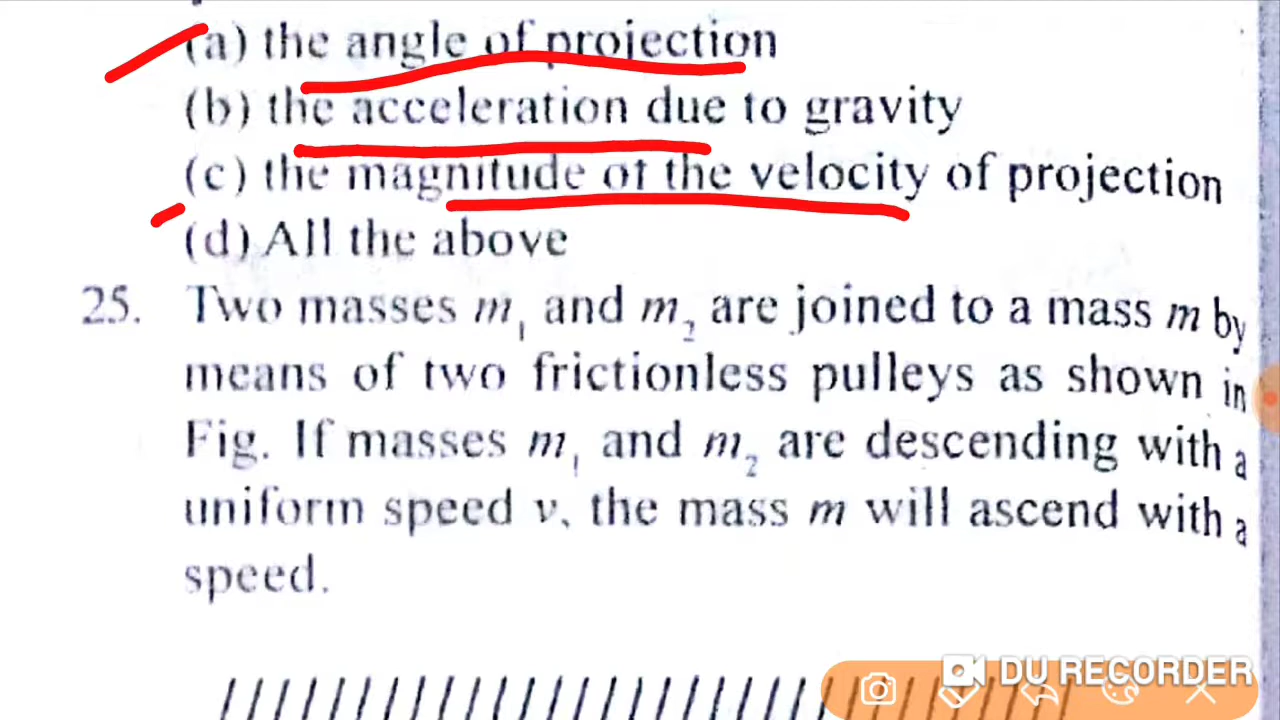 (a) the angle of projection
(b) the acceleration due to gravity
(c) the magnitude of the velocity of projection
(d) All the above
25. Two masses m₁ and m₂ are joined to a mass m by
means of two frictionless pulleys as shown in
Fig. If masses m₁ and m₂ are descending with a
uniform speed v, the mass m will ascend with a
speed.
DU RECORDER